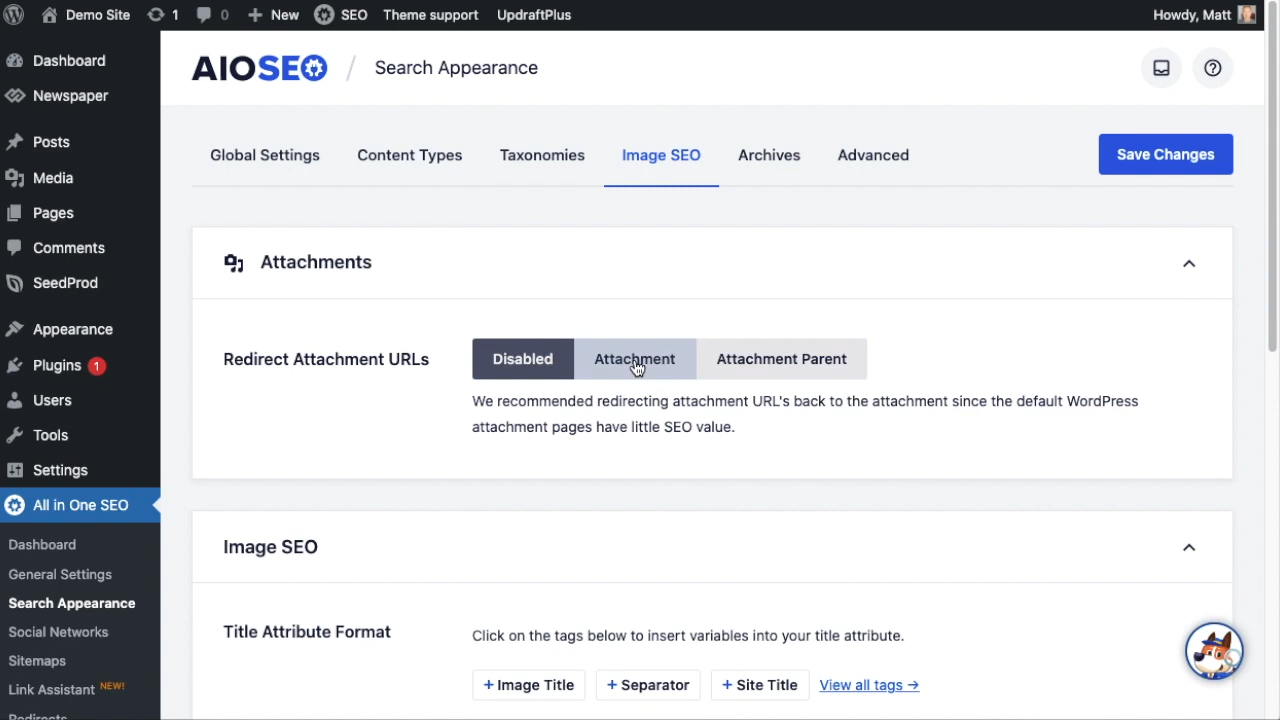 Demo Site 1 0 New SEO Theme support UpdraftPlus Howdy, Matt
Dashboard
Newspaper
Posts
Media
Pages
Comments
SeedProd
Appearance
Plugins 1
Users
Tools
Settings
All in One SEO
Dashboard
General Settings
Search Appearance
Social Networks
Sitemaps
Link Assistant NEW!
Redirects
AIOSEO / Search Appearance
Global Settings Content Types Taxonomies Image SEO Archives Advanced Save Changes
Attachments
Redirect Attachment URLs Disabled Attachment Attachment Parent
We recommended redirecting attachment URL's back to the attachment since the default WordPress
attachment pages have little SEO value.
Image SEO
Title Attribute Format Click on the tags below to insert variables into your title attribute.
+ Image Title + Separator + Site Title View all tags →